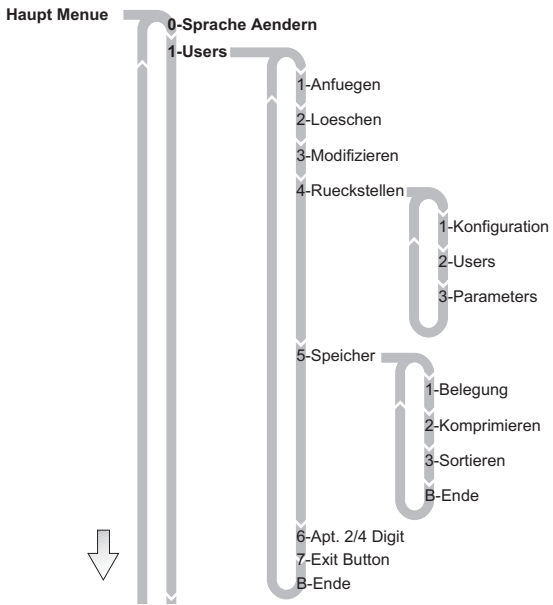 Haupt Menue
0-Sprache Aendern
1-Users
1-Anfuegen
2-Loeschen
3-Modifizieren
4-Rueckstellen
1-Konfiguration
2-Users
3-Parameters
5-Speicher
1-Belegung
2-Komprimieren
3-Sortieren
B-Ende
6-Apt. 2/4 Digit
7-Exit Button
B-Ende